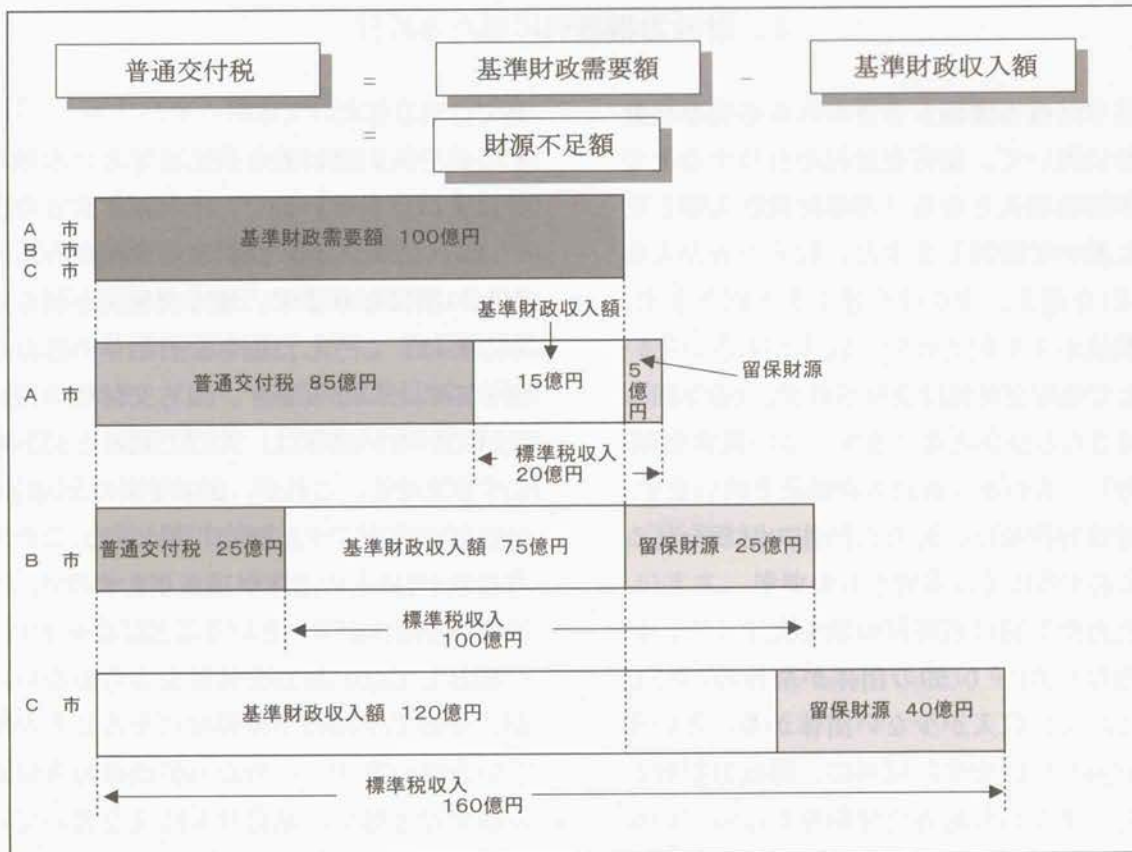 普通交付税 = 基準財政需要額 − 基準財政収入額
= 財源不足額
A 市
B 市
C 市
基準財政需要額 100億円
基準財政収入額
A 市
普通交付税 85億円
15億円
5億円
留保財源
標準税収入
20億円
B 市
普通交付税 25億円
基準財政収入額 75億円
留保財源 25億円
標準税収入
100億円
C 市
基準財政収入額 120億円
留保財源 40億円
標準税収入
160億円